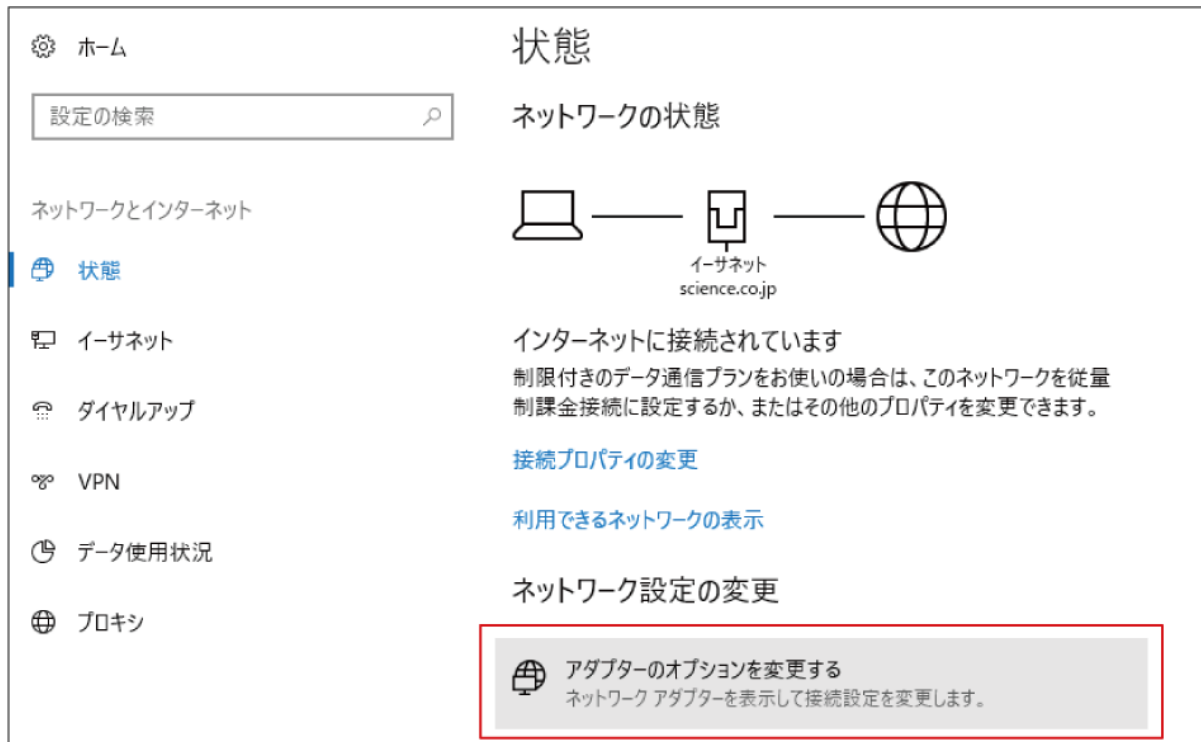 ホーム
設定の検索
ネットワークとインターネット
状態
イーサネット
ダイヤルアップ
VPN
データ使用状況
プロキシ
状態
ネットワークの状態
イーサネット
science.co.jp
インターネットに接続されています
制限付きのデータ通信プランをお使いの場合は、このネットワークを従量
制課金接続に設定するか、またはその他のプロパティを変更できます。
接続プロパティの変更
利用できるネットワークの表示
ネットワーク設定の変更
アダプターのオプションを変更する
ネットワーク アダプターを表示して接続設定を変更します。